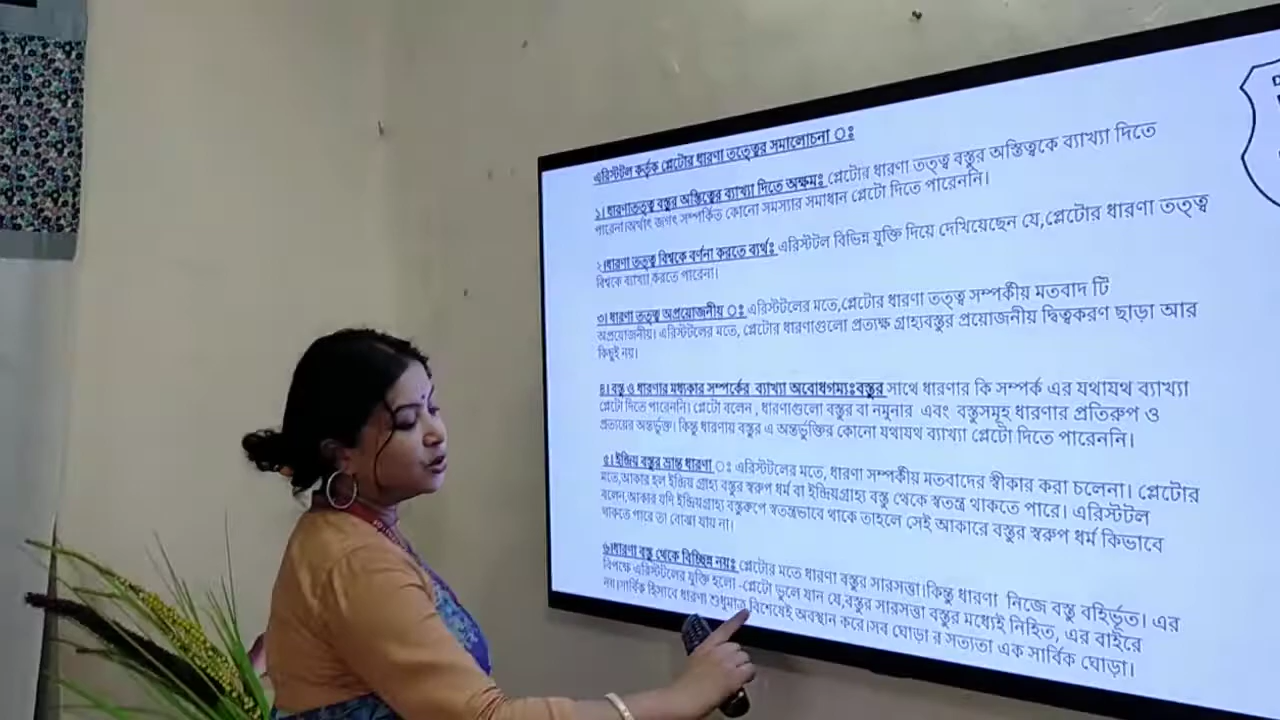 এরিস্টটল কর্তৃক প্লেটোর ধারণা তত্ত্বের সমালোচনা ঃ
১। ধারণাতত্ত্ব বস্তুর অস্তিত্বের ব্যাখ্যা দিতে অক্ষমঃ প্লেটোর ধারণা তত্ত্ব বস্তুর অস্তিত্বকে ব্যাখ্যা দিতে
পারেনা।অর্থাৎ জগৎ সম্পর্কিত কোনো সমস্যার সমাধান প্লেটো দিতে পারেননি।
২।ধারণা তত্ত্ব বিশ্বকে বর্ণনা করতে ব্যর্থঃ এরিস্টটল বিভিন্ন যুক্তি দিয়ে দেখিয়েছেন যে,প্লেটোর ধারণা তত্ত্ব
বিশ্বকে ব্যাখ্যা করতে পারেনা।
৩। ধারণা তত্ত্ব অপ্রয়োজনীয় ঃ এরিস্টটলের মতে,প্লেটোর ধারণা তত্ত্ব সম্পর্কীয় মতবাদ টি
অপ্রয়োজনীয়। এরিস্টটলের মতে, প্লেটোর ধারণাগুলো প্রত্যক্ষ গ্রাহ্যবস্তুর প্রয়োজনীয় দ্বিত্বকরণ ছাড়া আর
কিছুই নয়।
৪। বস্তু ও ধারণার মধ্যকার সম্পর্কের ব্যাখ্যা অবোধগম্যঃবস্তুর সাথে ধারণার কি সম্পর্ক এর যথাযথ ব্যাখ্যা
প্লেটো দিতে পারেননি। প্লেটো বলেন , ধারণাগুলো বস্তুর বা নমুনার এবং বস্তুসমূহ ধারণার প্রতিরুপ ও
প্রত্যয়ের অন্তর্ভুক্ত। কিন্তু ধারণায় বস্তুর এ অন্তর্ভুক্তির কোনো যথাযথ ব্যাখ্যা প্লেটো দিতে পারেননি।
৫। ইন্দ্রিয় বস্তুর ভ্রান্ত ধারণা ঃ এরিস্টটলের মতে, ধারণা সম্পকীয় মতবাদের স্বীকার করা চলেনা। প্লেটোর
মতে,আকার হল ইন্দ্রিয় গ্রাহ্য বস্তুর স্বরুপ ধর্ম বা ইন্দ্রিয়গ্রাহ্য বস্তু থেকে স্বতন্ত্র থাকতে পারে। এরিস্টটল
বলেন,আকার যদি ইন্দ্রিয়গ্রাহ্য বস্তুরুপে স্বতন্ত্রভাবে থাকে তাহলে সেই আকারে বস্তুর স্বরুপ ধর্ম কিভাবে
থাকতে পারে তা বোঝা যায় না।
৬।ধারণা বস্তু থেকে বিচ্ছিন্ন নয়ঃ প্লেটোর মতে ধারণা বস্তুর সারসত্তা।কিন্তু ধারণা নিজে বস্তু বহির্ভূত। এর
বিপক্ষে এরিস্টটলের যুক্তি হলো -প্লেটো ভুলে যান যে,বস্তুর সারসত্তা বস্তুর মধ্যেই নিহিত, এর বাইরে
নয়।সার্বিক হিসাবে ধারণা শুধুমাত্র বিশেষেই অবস্থান করে।সব ঘোড়া র সত্যতা এক সার্বিক ঘোড়া।